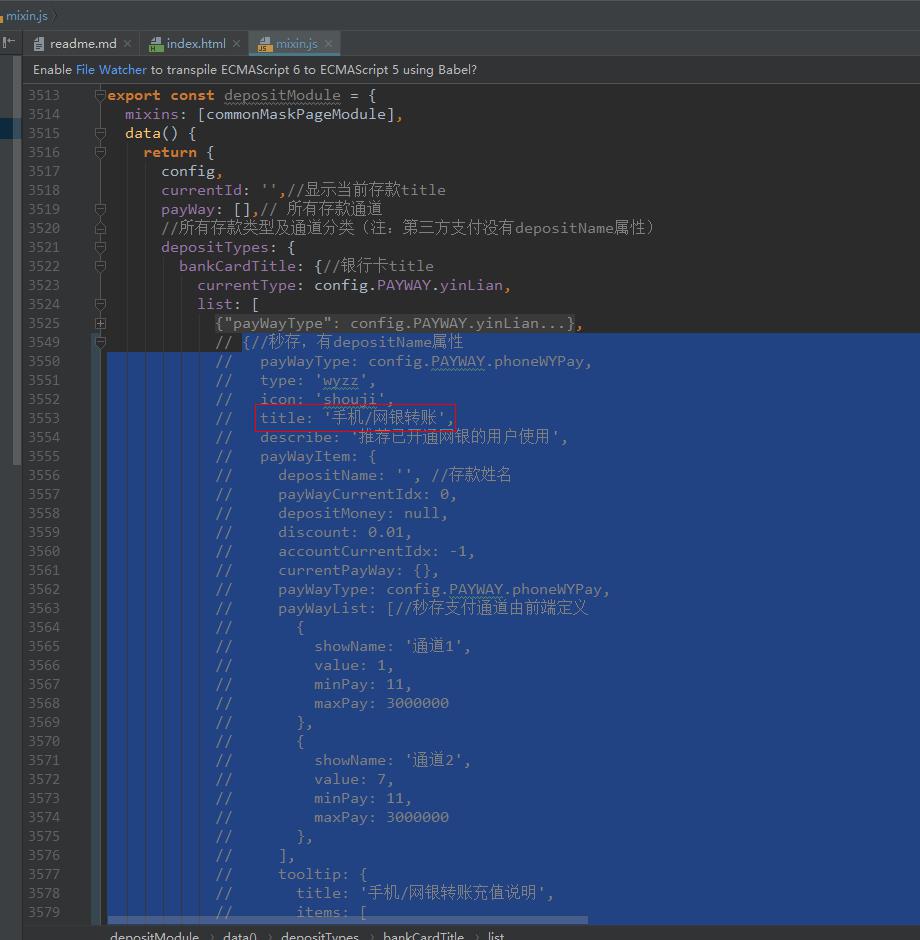 mixin.js
readme.md
index.html
mixin.js
Enable File Watcher to transpile ECMAScript 6 to ECMAScript 5 using Babel?
3513 export const depositModule = {
3514 mixins: [commonMaskPageModule],
3515 data() {
3516 return {
3517 config,
3518 currentId: '',//显示当前存款title
3519 payWay: [],// 所有存款通道
3520 //所有存款类型及通道分类（注：第三方支付没有depositName属性）
3521 depositTypes: {
3522 bankCardTitle: {//银行卡title
3523 currentType: config.PAYWAY.yinLian,
3524 list: [
3525 {"payWayType": config.PAYWAY.yinLian...},
3549 // {//秒存，有depositName属性
3550 // payWayType: config.PAYWAY.phoneWYPay,
3551 // type: 'wyzz',
3552 // icon: 'shouji',
3553 // title: '手机/网银转账',
3554 // describe: '推荐已开通网银的用户使用',
3555 // payWayItem: {
3556 // depositName: '', //存款姓名
3557 // payWayCurrentIdx: 0,
3558 // depositMoney: null,
3559 // discount: 0.01,
3560 // accountCurrentIdx: -1,
3561 // currentPayWay: {},
3562 // payWayType: config.PAYWAY.phoneWYPay,
3563 // payWayList: [//秒存支付通道由前端定义
3564 // {
3565 // showName: '通道1',
3566 // value: 1,
3567 // minPay: 11,
3568 // maxPay: 3000000
3569 // },
3570 // {
3571 // showName: '通道2',
3572 // value: 7,
3573 // minPay: 11,
3574 // maxPay: 3000000
3575 // },
3576 // ],
3577 // tooltip: {
3578 // title: '手机/网银转账充值说明',
3579 // items: [
depositModule › data() › depositTypes › bankCardTitle › list